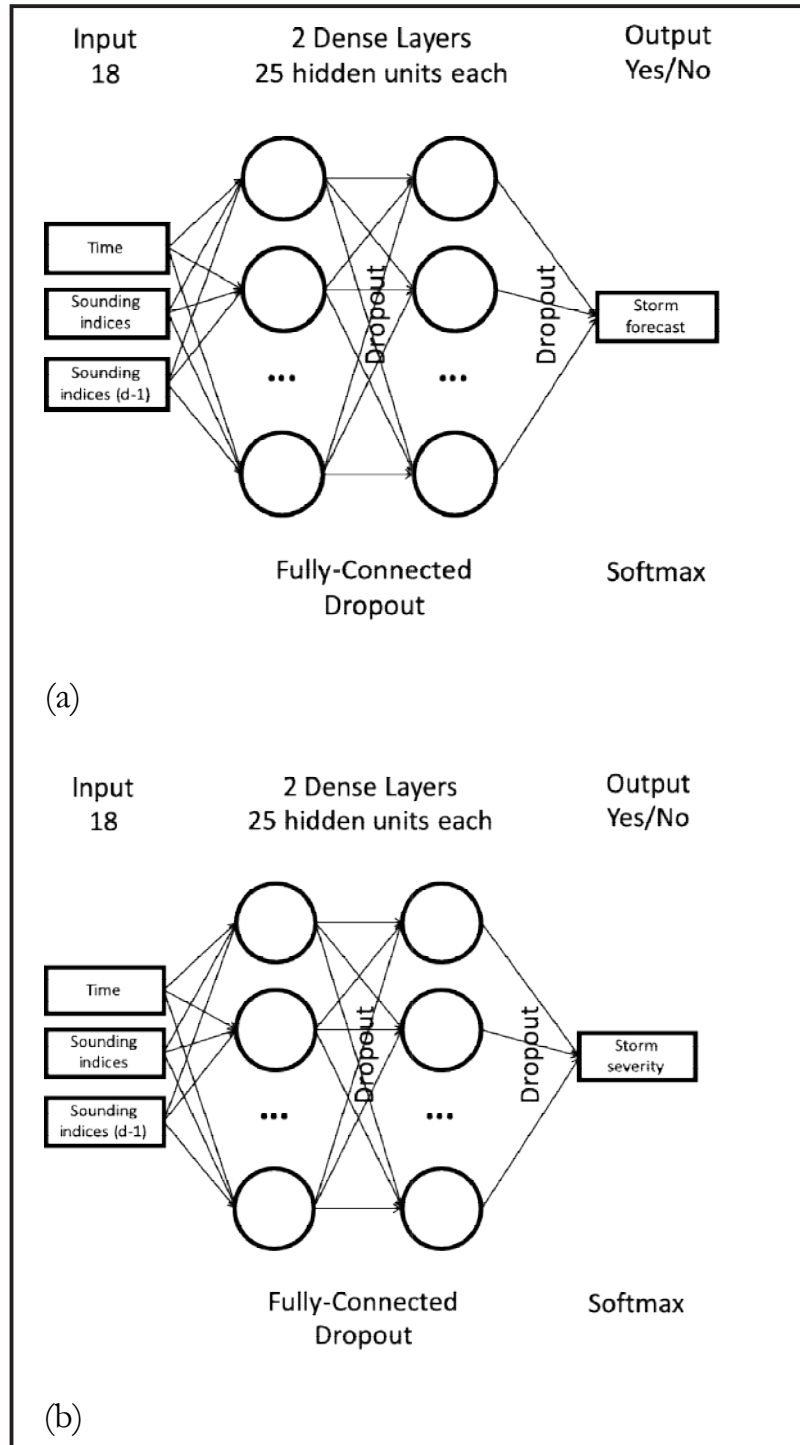 Input
18
2 Dense Layers
25 hidden units each
Output
Yes/No
Time
Sounding
indices
Sounding
indices (d-1)
...
Dropout
...
Dropout
Storm
forecast
Fully-Connected
Dropout
Softmax
(a)
Input
18
2 Dense Layers
25 hidden units each
Output
Yes/No
Time
Sounding
indices
Sounding
indices (d-1)
...
Dropout
...
Dropout
Storm
severity
Fully-Connected
Dropout
Softmax
(b)